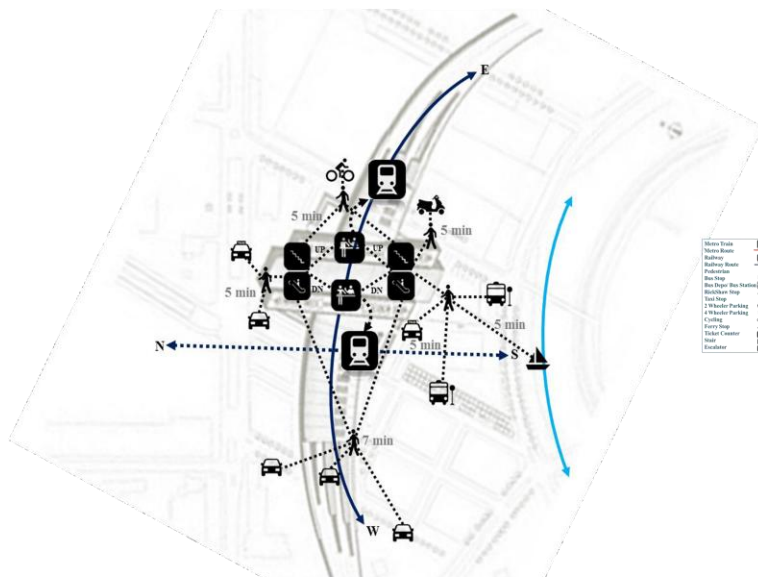 E
5 min
5 min
UP
UP
5 min
DN
DN
5 min
5 min
N
S
7 min
W
Metro Train
Metro Route
Railway
Railway Route
Pedestrian
Bus Stop
Bus Depo/ Bus Station
RickShaw Stop
Taxi Stop
2 Wheeler Parking
4 Wheeler Parking
Cycling
Ferry Stop
Ticket Counter
Stair
Escalator